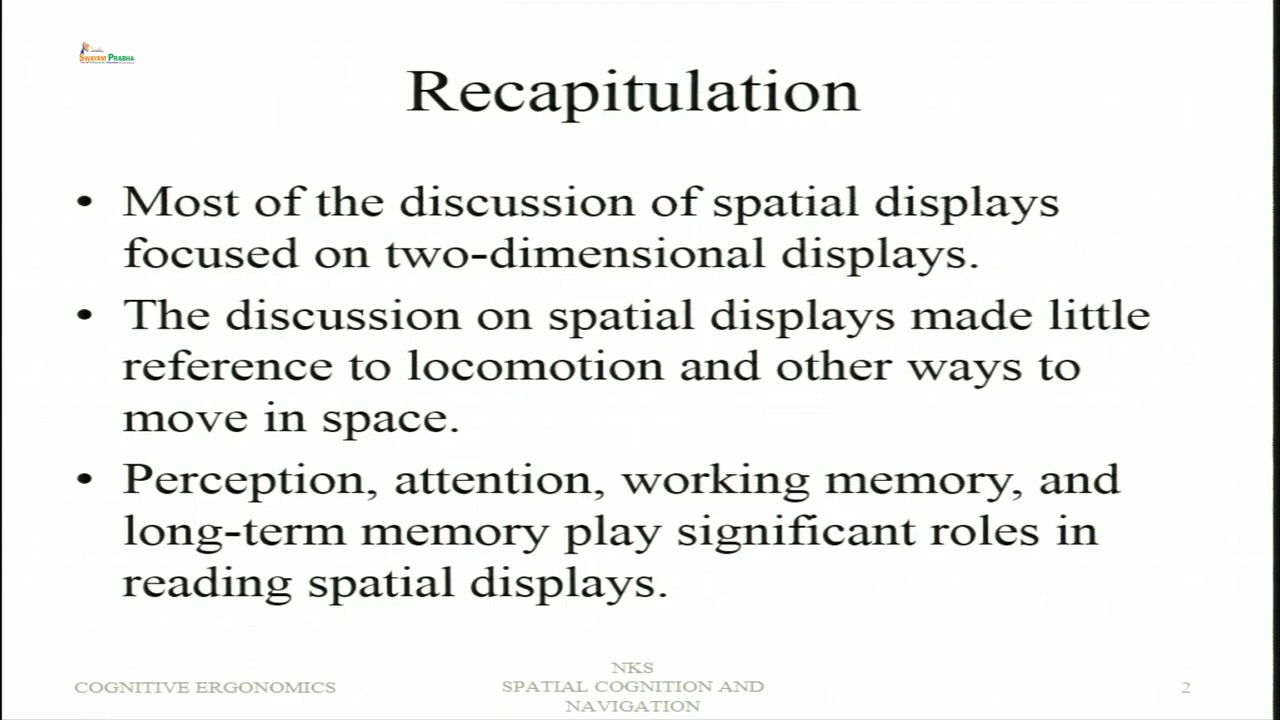 SWAYAM PRABHA
Recapitulation
• Most of the discussion of spatial displays
focused on two-dimensional displays.
• The discussion on spatial displays made little
reference to locomotion and other ways to
move in space.
• Perception, attention, working memory, and
long-term memory play significant roles in
reading spatial displays.
COGNITIVE ERGONOMICS
NKS
SPATIAL COGNITION AND
NAVIGATION
2